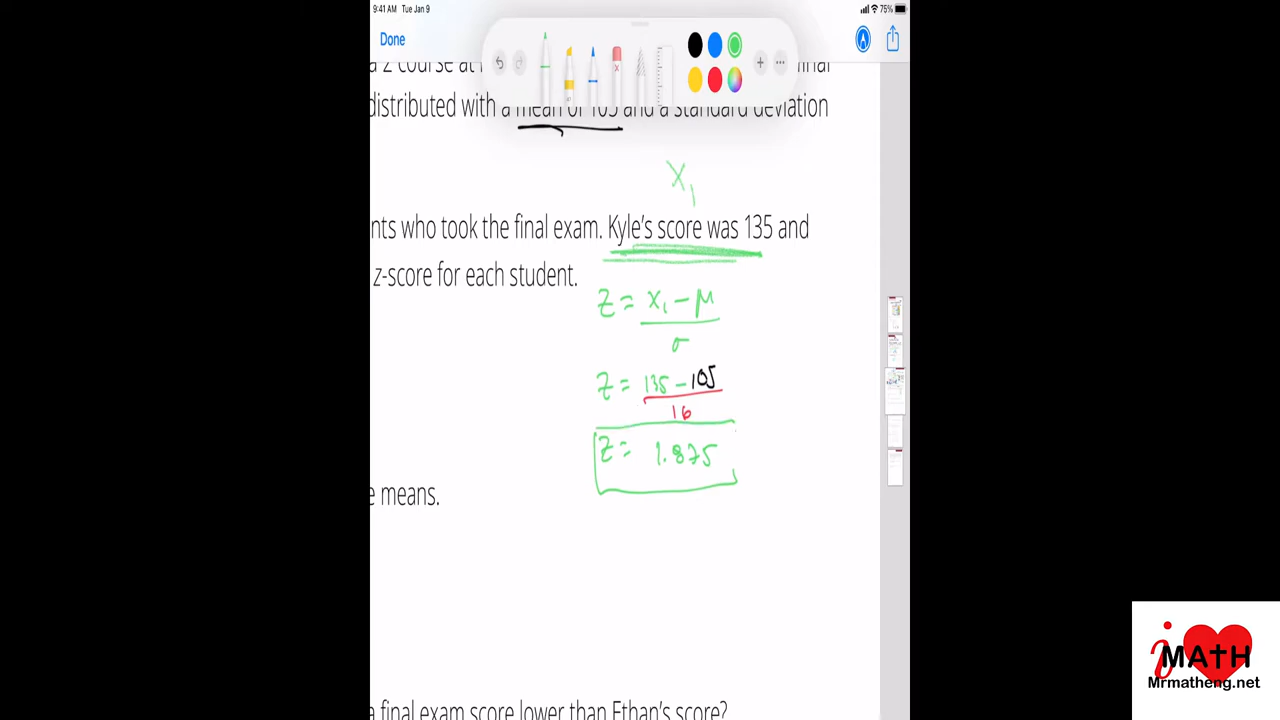 9:41 AM Tue Jan 9
75%
Done
a Z course at
distributed with a mean of 105 and a standard deviation
X₁
nts who took the final exam. Kyle's score was 135 and
z-score for each student.
Z = X₁ - μ
σ
Z = 135 - 105
16
Z = 1.875
e means.
a final exam score lower than Ethan's score?
i
MATH
Mrmatheng.net